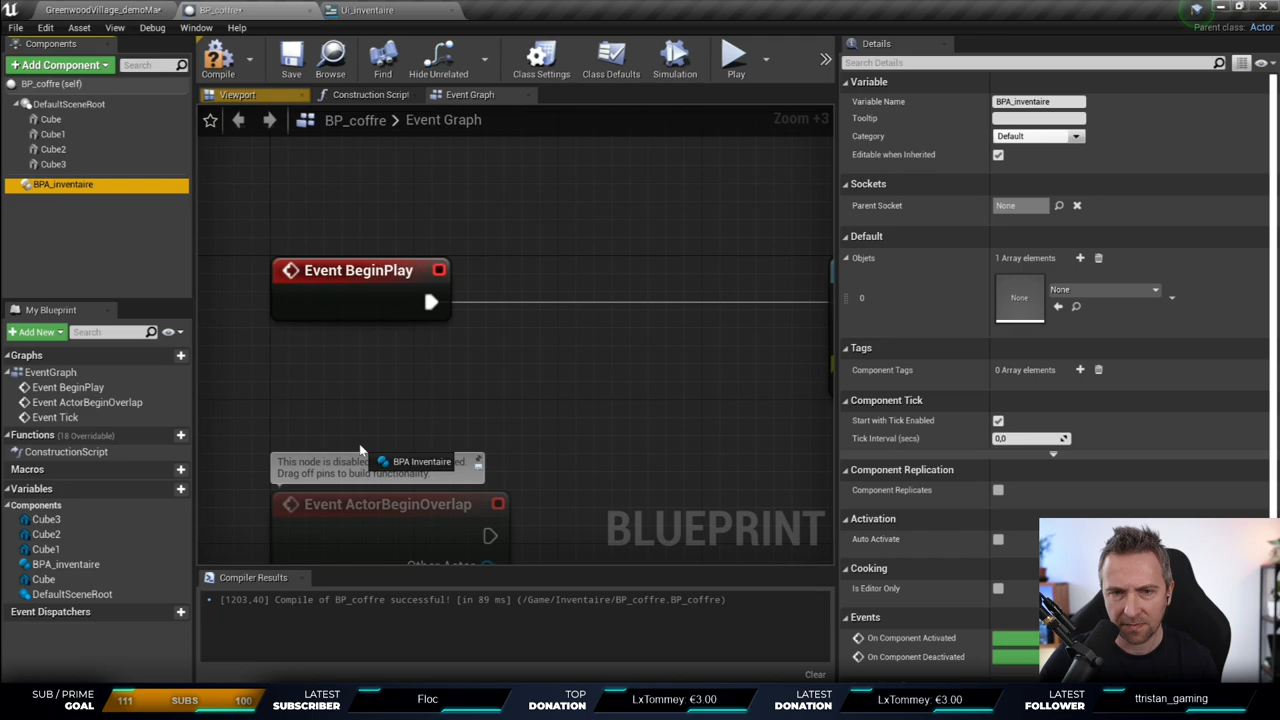 GreenwoodVillage_demoMa*
BP_coffre*
Ui_inventaire
File
Edit
Asset
View
Debug
Window
Help
Parent class: Actor
Components
+ Add Component
Search
BP_coffre (self)
DefaultSceneRoot
Cube
Cube1
Cube2
Cube3
BPA_inventaire
Compile
Save
Browse
Find
Hide Unrelated
Class Settings
Class Defaults
Simulation
Play
Viewport
Construction Script
Event Graph
BP_coffre
Event Graph
Zoom +3
Event BeginPlay
This node is disabled
ed.
Drag off pins to build functionality.
BPA Inventaire
Event ActorBeginOverlap
Other Actor
BLUEPRINT
Compiler Results
[1203,40] Compile of BP_coffre successful! [in 89 ms] (/Game/Inventaire/BP_coffre.BP_coffre)
Clear
My Blueprint
+ Add New
Search
Graphs
EventGraph
Event BeginPlay
Event ActorBeginOverlap
Event Tick
Functions (18 Overridable)
ConstructionScript
Macros
Variables
Components
Cube3
Cube2
Cube1
BPA_inventaire
Cube
DefaultSceneRoot
Event Dispatchers
Details
Search Details
Variable
Variable Name
BPA_inventaire
Tooltip
Category
Default
Editable when Inherited
Sockets
Parent Socket
None
Default
Objets
1 Array elements
0
None
None
Tags
Component Tags
0 Array elements
Component Tick
Start with Tick Enabled
Tick Interval (secs)
0,0
Component Replication
Component Replicates
Activation
Auto Activate
Cooking
Is Editor Only
Events
On Component Activated
On Component Deactivated
SUB / PRIME GOAL
111
SUBS
100
LATEST SUBSCRIBER
Floc
TOP DONATION
LxTommey €3.00
LATEST DONATION
LxTommey €3.00
LATEST FOLLOWER
ttristan_gaming